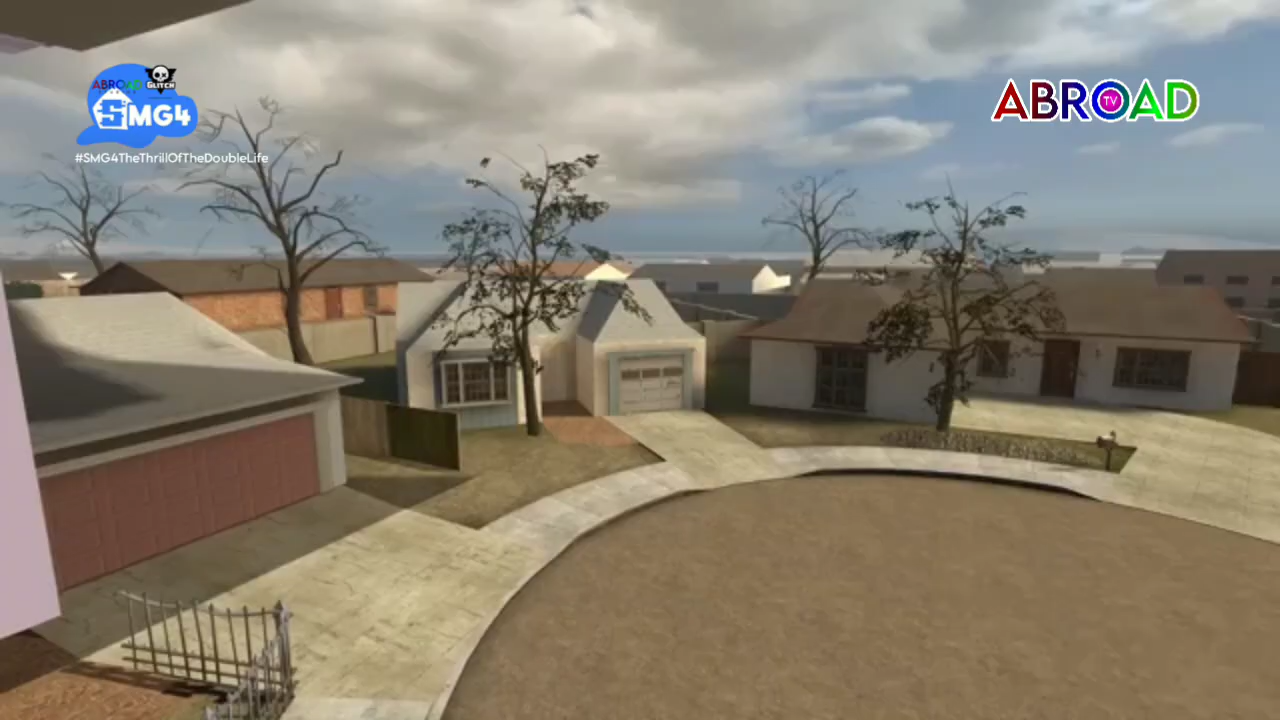 ABROAD
GLITCH
SMG4
#SMG4TheThrillOfTheDoubleLife
ABROAD
TV